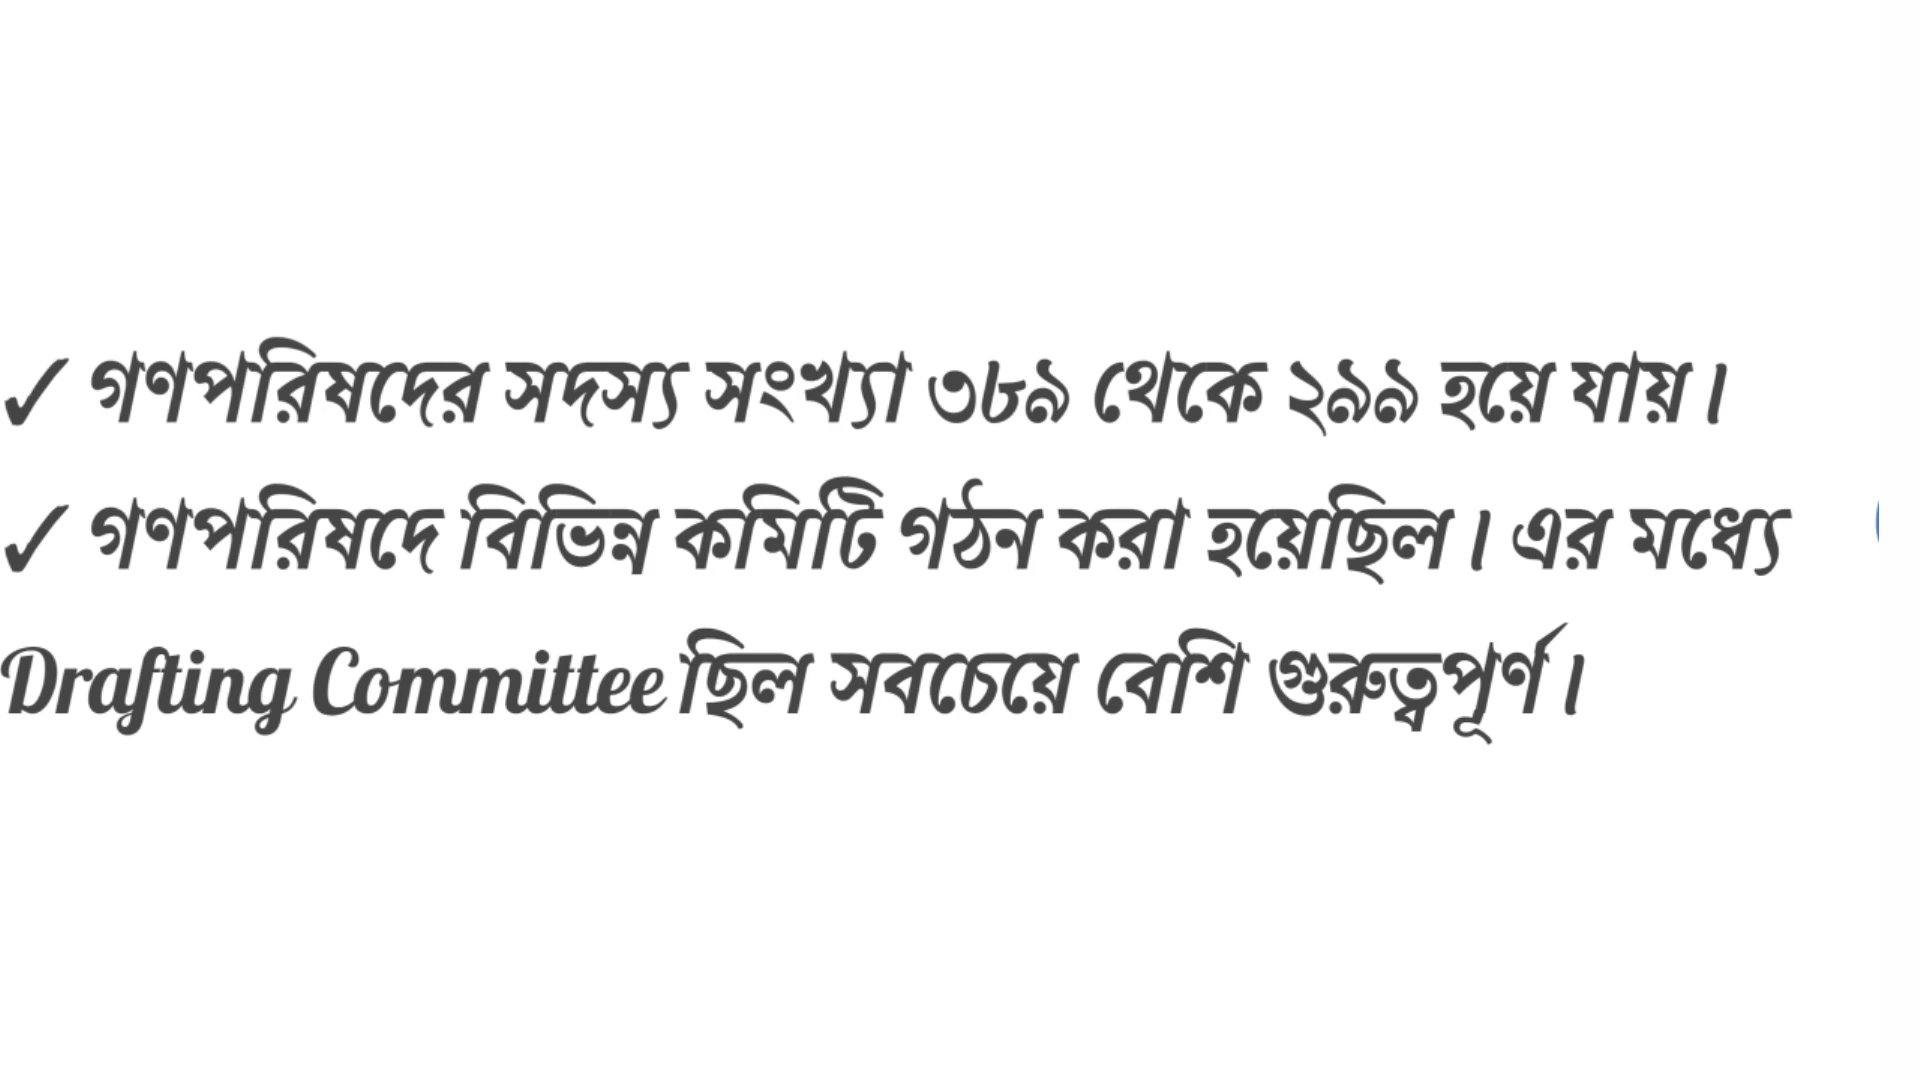 ✓ গণপরিষদের সদস্য সংখ্যা ৩৮৯ থেকে ২৯৯ হয়ে যায়।
✓ গণপরিষদে বিভিন্ন কমিটি গঠন করা হয়েছিল। এর মধ্যে
Drafting Committee ছিল সবচেয়ে বেশি গুরুত্বপূর্ণ।